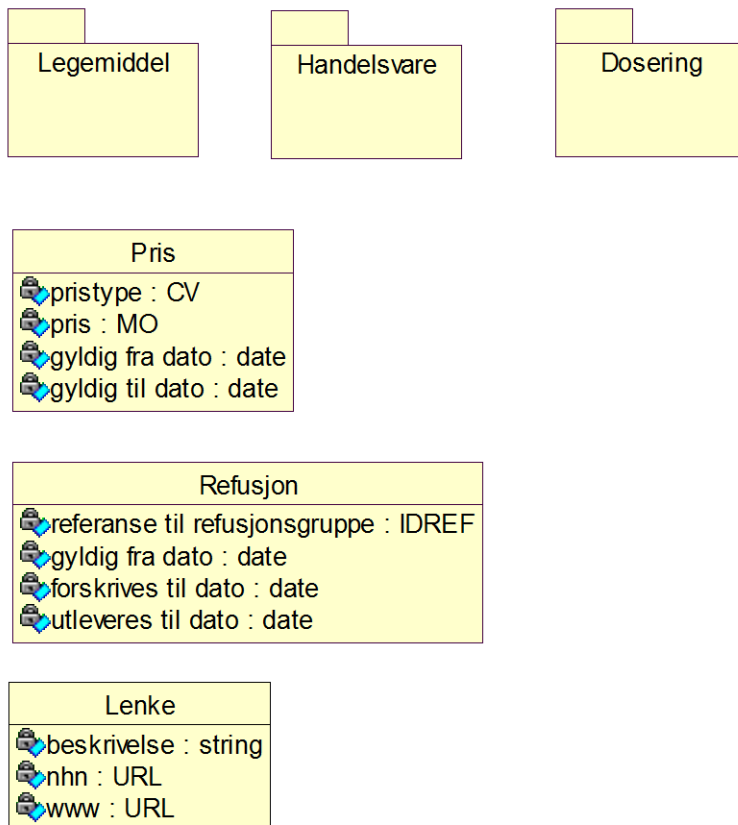 Legemiddel
Handelsvare
Dosering
Pris
pristype : CV
pris : MO
gyldig fra dato : date
gyldig til dato : date
Refusjon
referanse til refusjonsgruppe : IDREF
gyldig fra dato : date
forskrives til dato : date
utleveres til dato : date
Lenke
beskrivelse : string
nhn : URL
www : URL